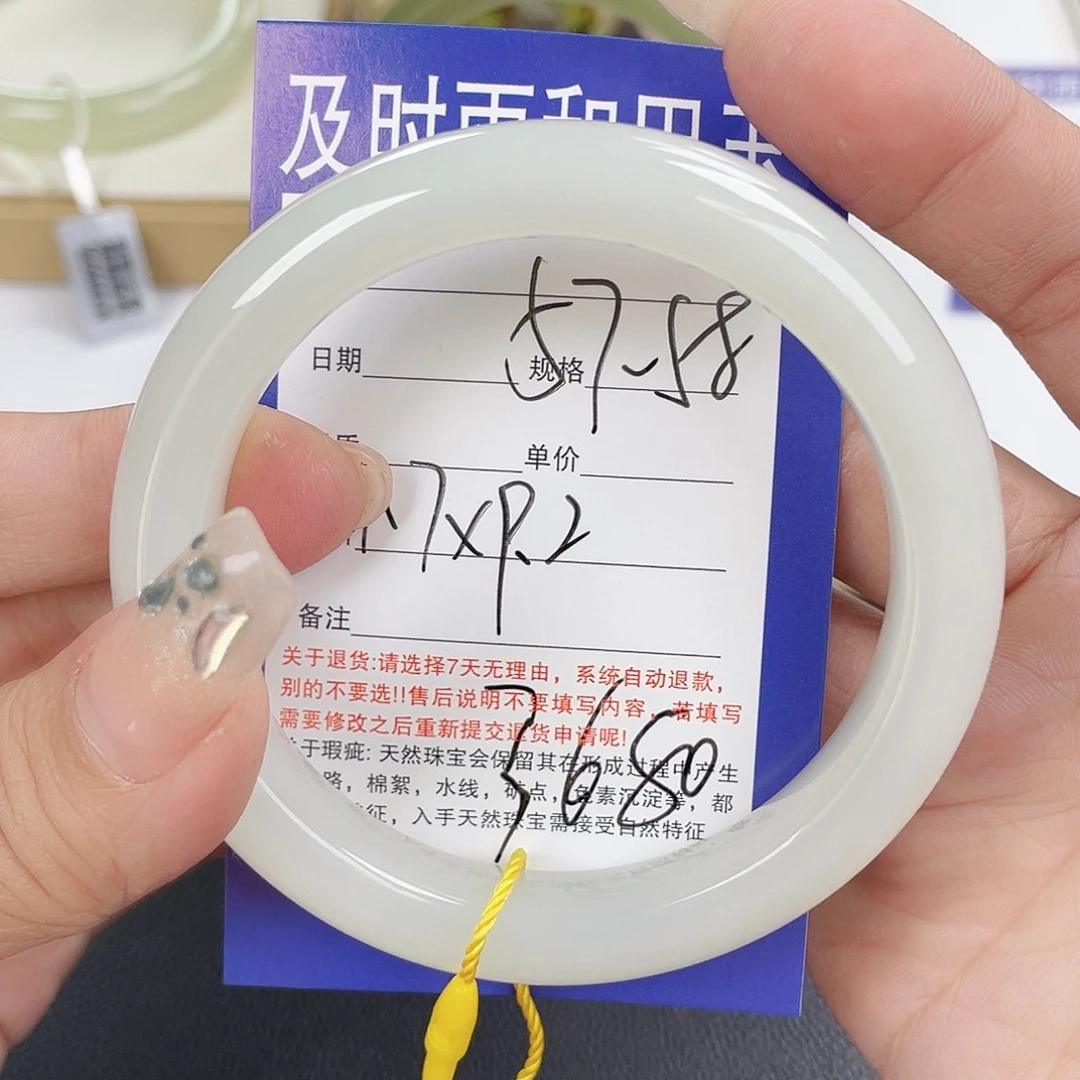 及时雨和田玉
57-58
日期 规格
单价
7x9.2
备注
关于退货:请选择7天无理由，系统自动退款，
别的不要选!!售后说明不要填写内容，若填写
需要修改之后重新提交退货申请呢!
3680
关于瑕疵: 天然珠宝会保留其在形成过程中产生
路，棉絮，水线，矿点，色素沉淀等，都
征，入手天然珠宝需接受自然特征